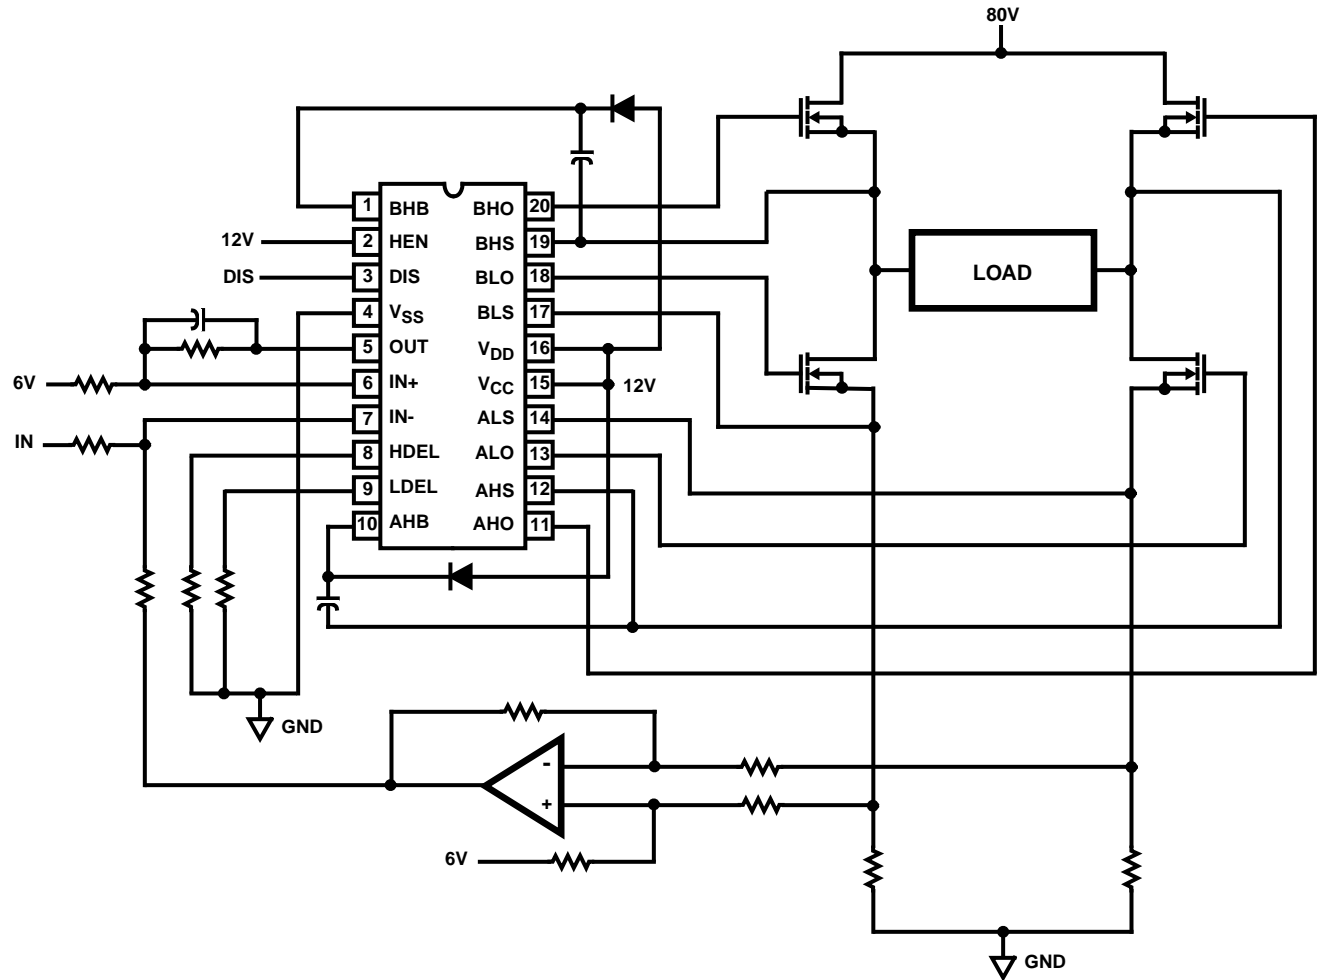 80V
1 BHB BHO 20
12V 2 HEN BHS 19
DIS 3 DIS BLO 18
LOAD
4 VSS BLS 17
5 OUT VDD 16
6V 6 IN+ VCC 15 12V
IN 7 IN- ALS 14
8 HDEL ALO 13
9 LDEL AHS 12
10 AHB AHO 11
GND
-
+
6V
GND